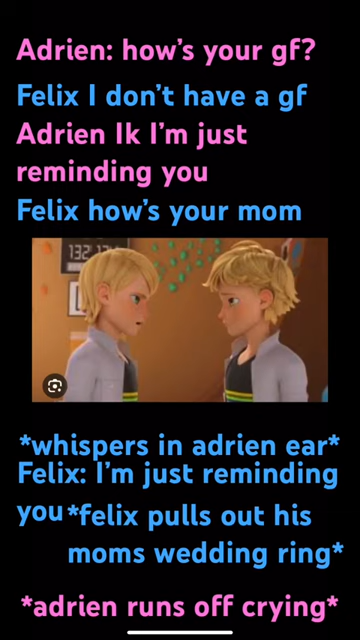 Adrien: how's your gf?
Felix I don't have a gf
Adrien Ik I'm just
reminding you
Felix how's your mom
132
*whispers in adrien ear*
Felix: I'm just reminding
you *felix pulls out his
moms wedding ring*
*adrien runs off crying*